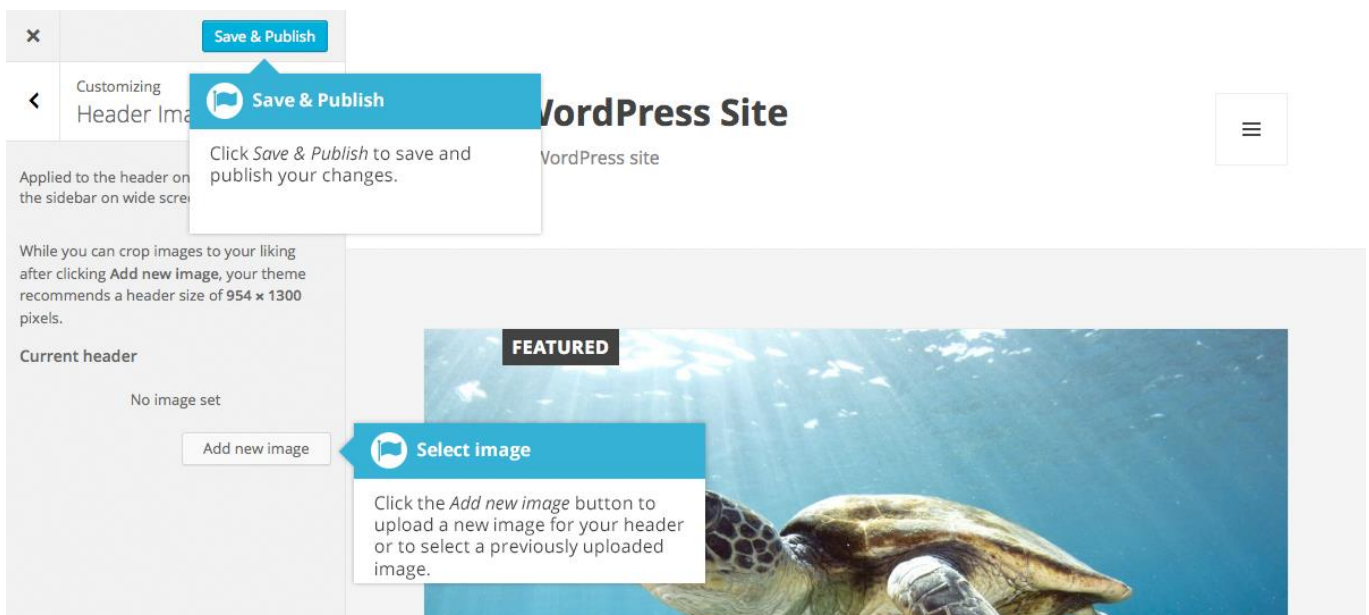 Save & Publish
Customizing
Header Ima
Save & Publish
Click Save & Publish to save and
publish your changes.
Applied to the header on
the sidebar on wide scre
While you can crop images to your liking
after clicking Add new image, your theme
recommends a header size of 954 × 1300
pixels.
Current header
No image set
Add new image
Select image
Click the Add new image button to
upload a new image for your header
or to select a previously uploaded
image.
WordPress Site
WordPress site
FEATURED